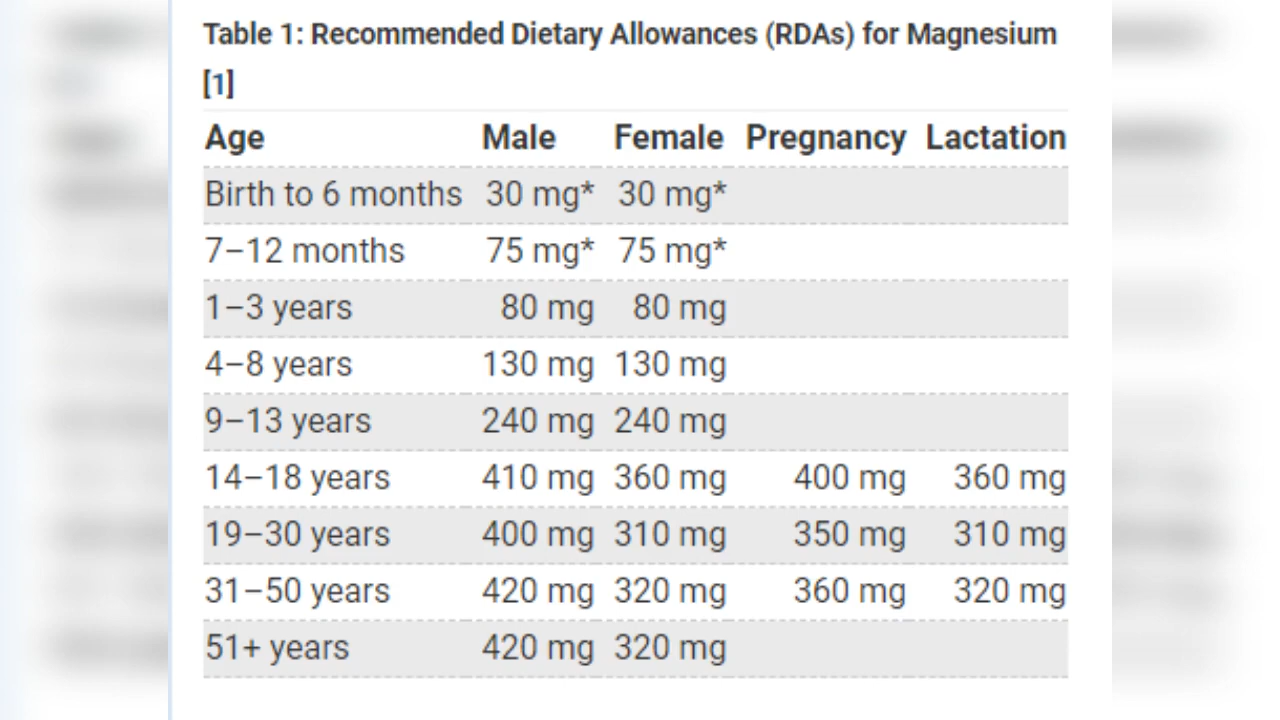 Table 1: Recommended Dietary Allowances (RDAs) for Magnesium
[1]
Age Male Female Pregnancy Lactation
Birth to 6 months 30 mg* 30 mg*
7–12 months 75 mg* 75 mg*
1–3 years 80 mg 80 mg
4–8 years 130 mg 130 mg
9–13 years 240 mg 240 mg
14–18 years 410 mg 360 mg 400 mg 360 mg
19–30 years 400 mg 310 mg 350 mg 310 mg
31–50 years 420 mg 320 mg 360 mg 320 mg
51+ years 420 mg 320 mg